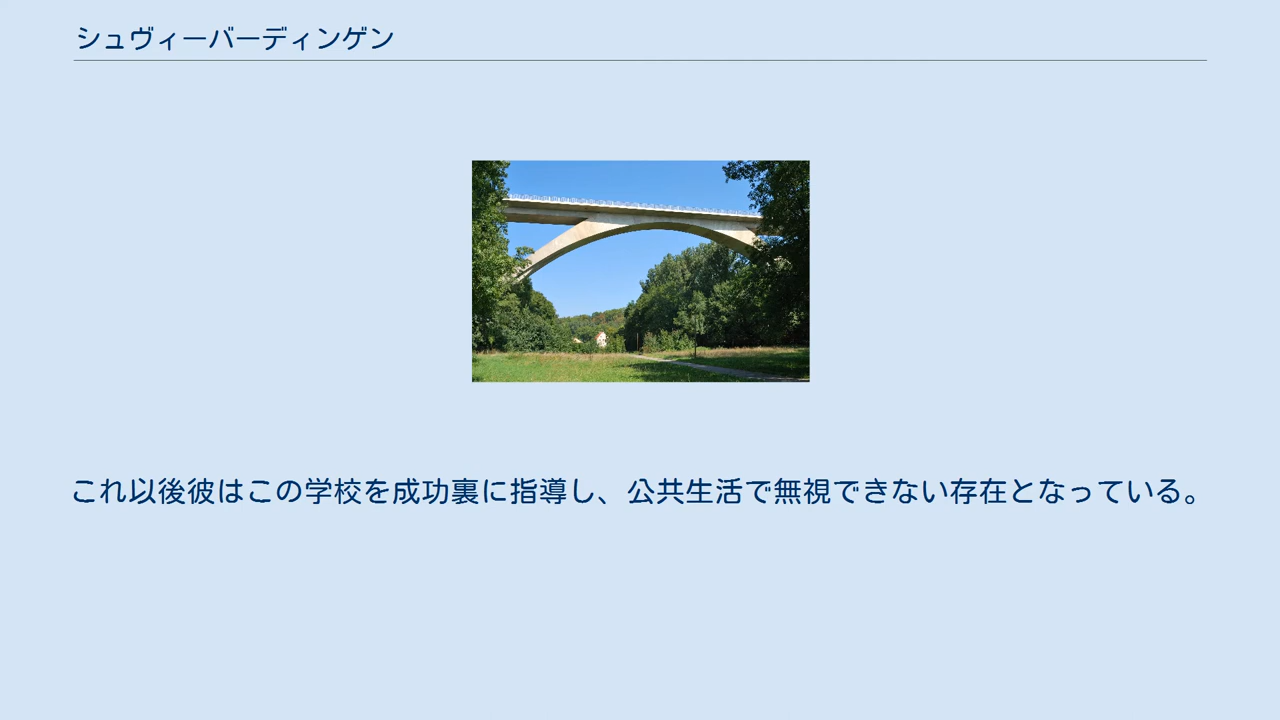 シュヴィーバーディンゲン
これ以後彼はこの学校を成功裏に指導し、公共生活で無視できない存在となっている。